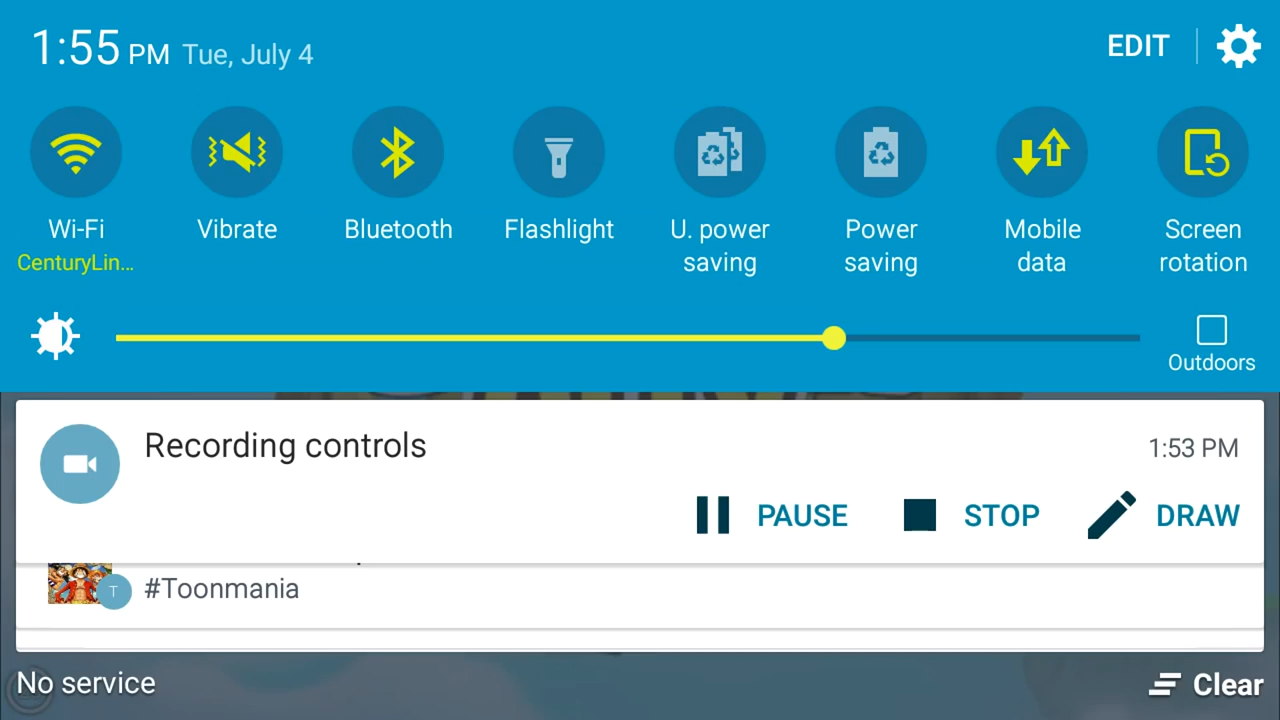 1:55 PM Tue, July 4
EDIT
Wi-Fi
CenturyLin...
Vibrate
Bluetooth
Flashlight
U. power
saving
Power
saving
Mobile
data
Screen
rotation
Outdoors
Recording controls
1:53 PM
PAUSE
STOP
DRAW
T
#Toonmania
No service
Clear